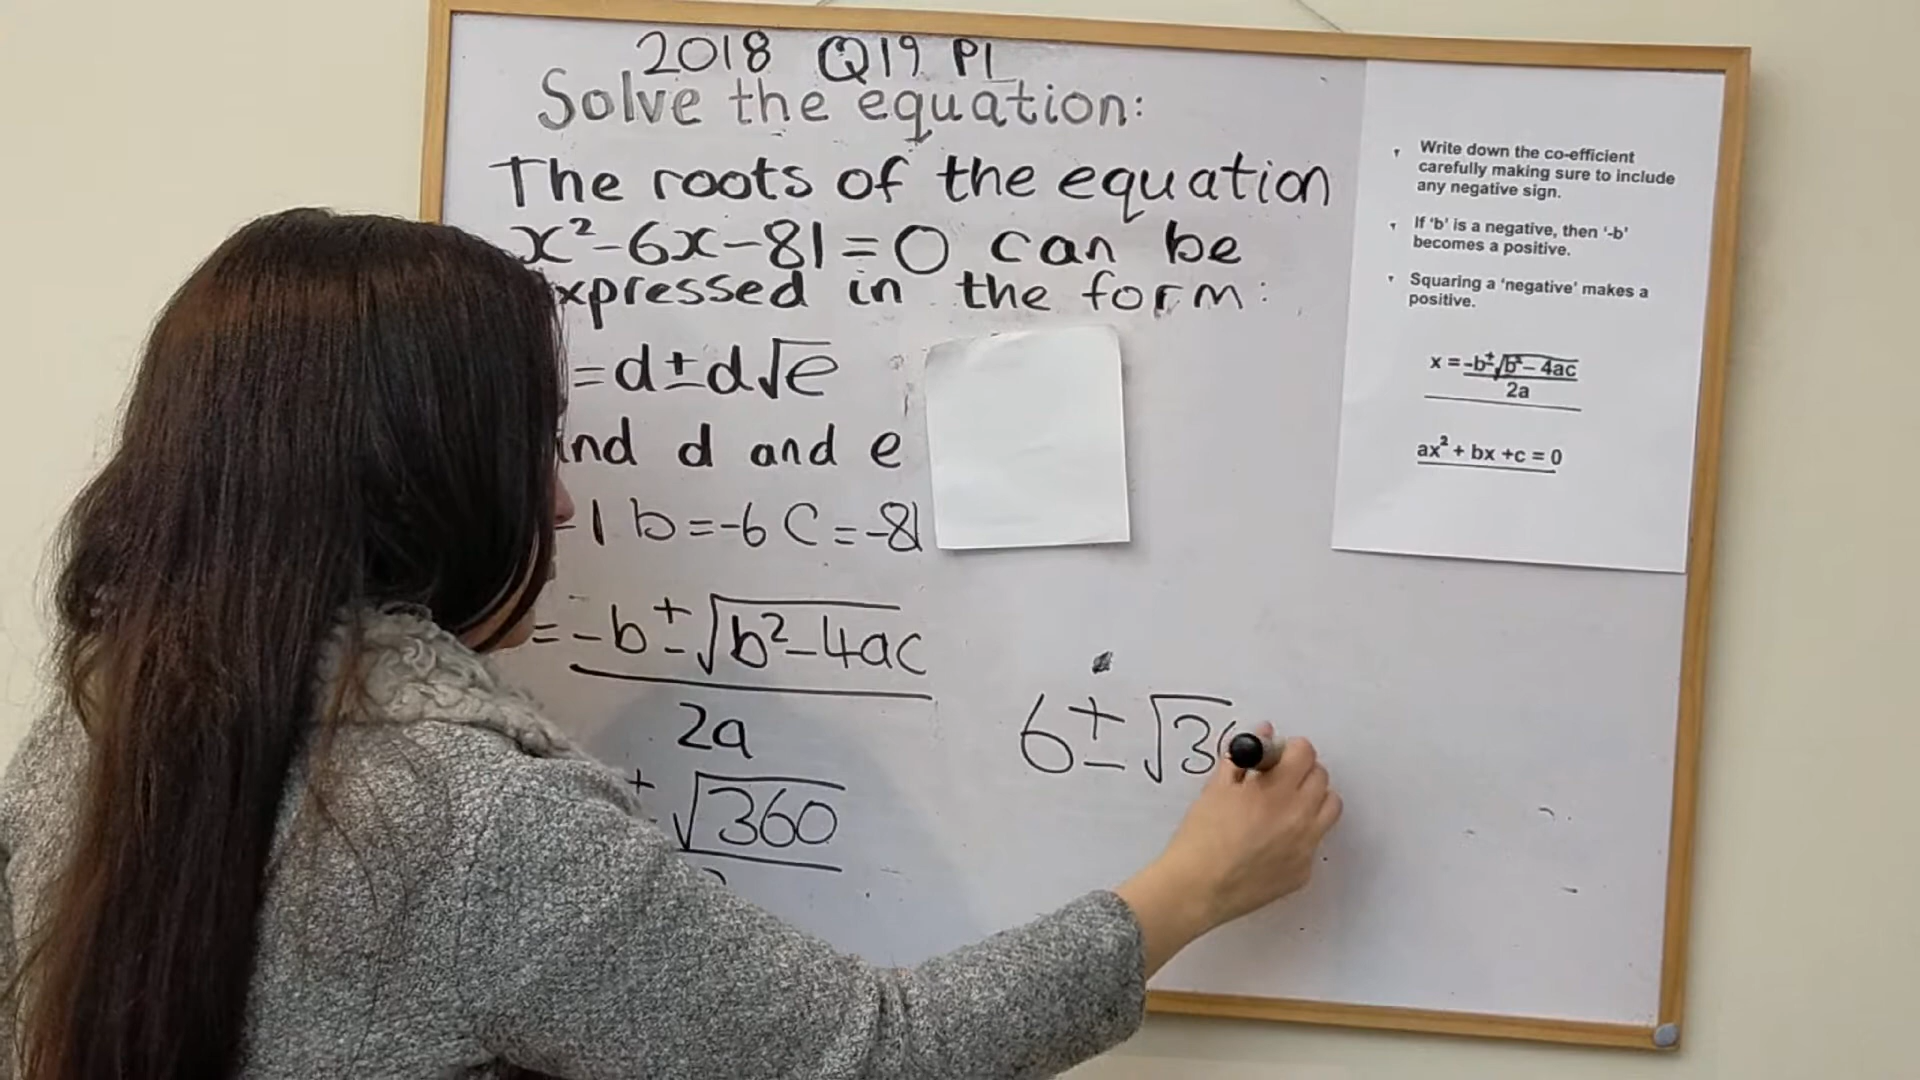 2018 Q19 P1
Solve the equation:
The roots of the equation
x²-6x-81=0 can be
xpressed in the form:
=d±d√e
ind d and e
=1 b=-6 c=-81
=-b±√b²-4ac
2a
± √360
6±√36
Write down the co-efficient
carefully making sure to include
any negative sign.
If 'b' is a negative, then '-b'
becomes a positive.
Squaring a 'negative' makes a
positive.
x = -b±√b²- 4ac
2a
ax² + bx +c = 0